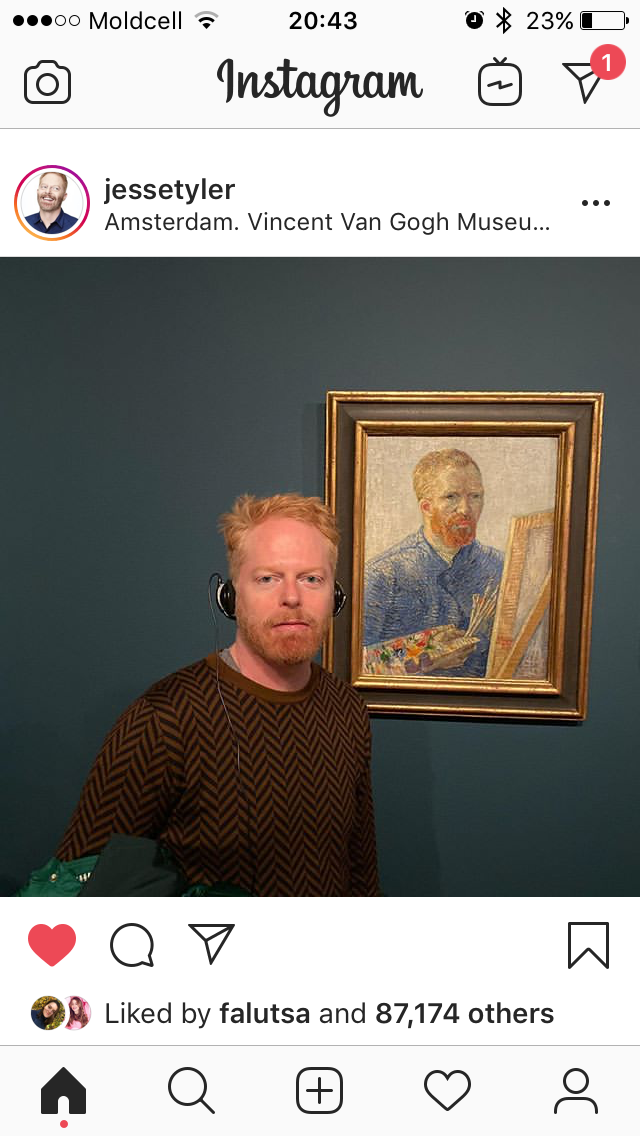 Moldcell 20:43 23%
Instagram 1
jessetyler
Amsterdam. Vincent Van Gogh Museu...
Liked by falutsa and 87,174 others